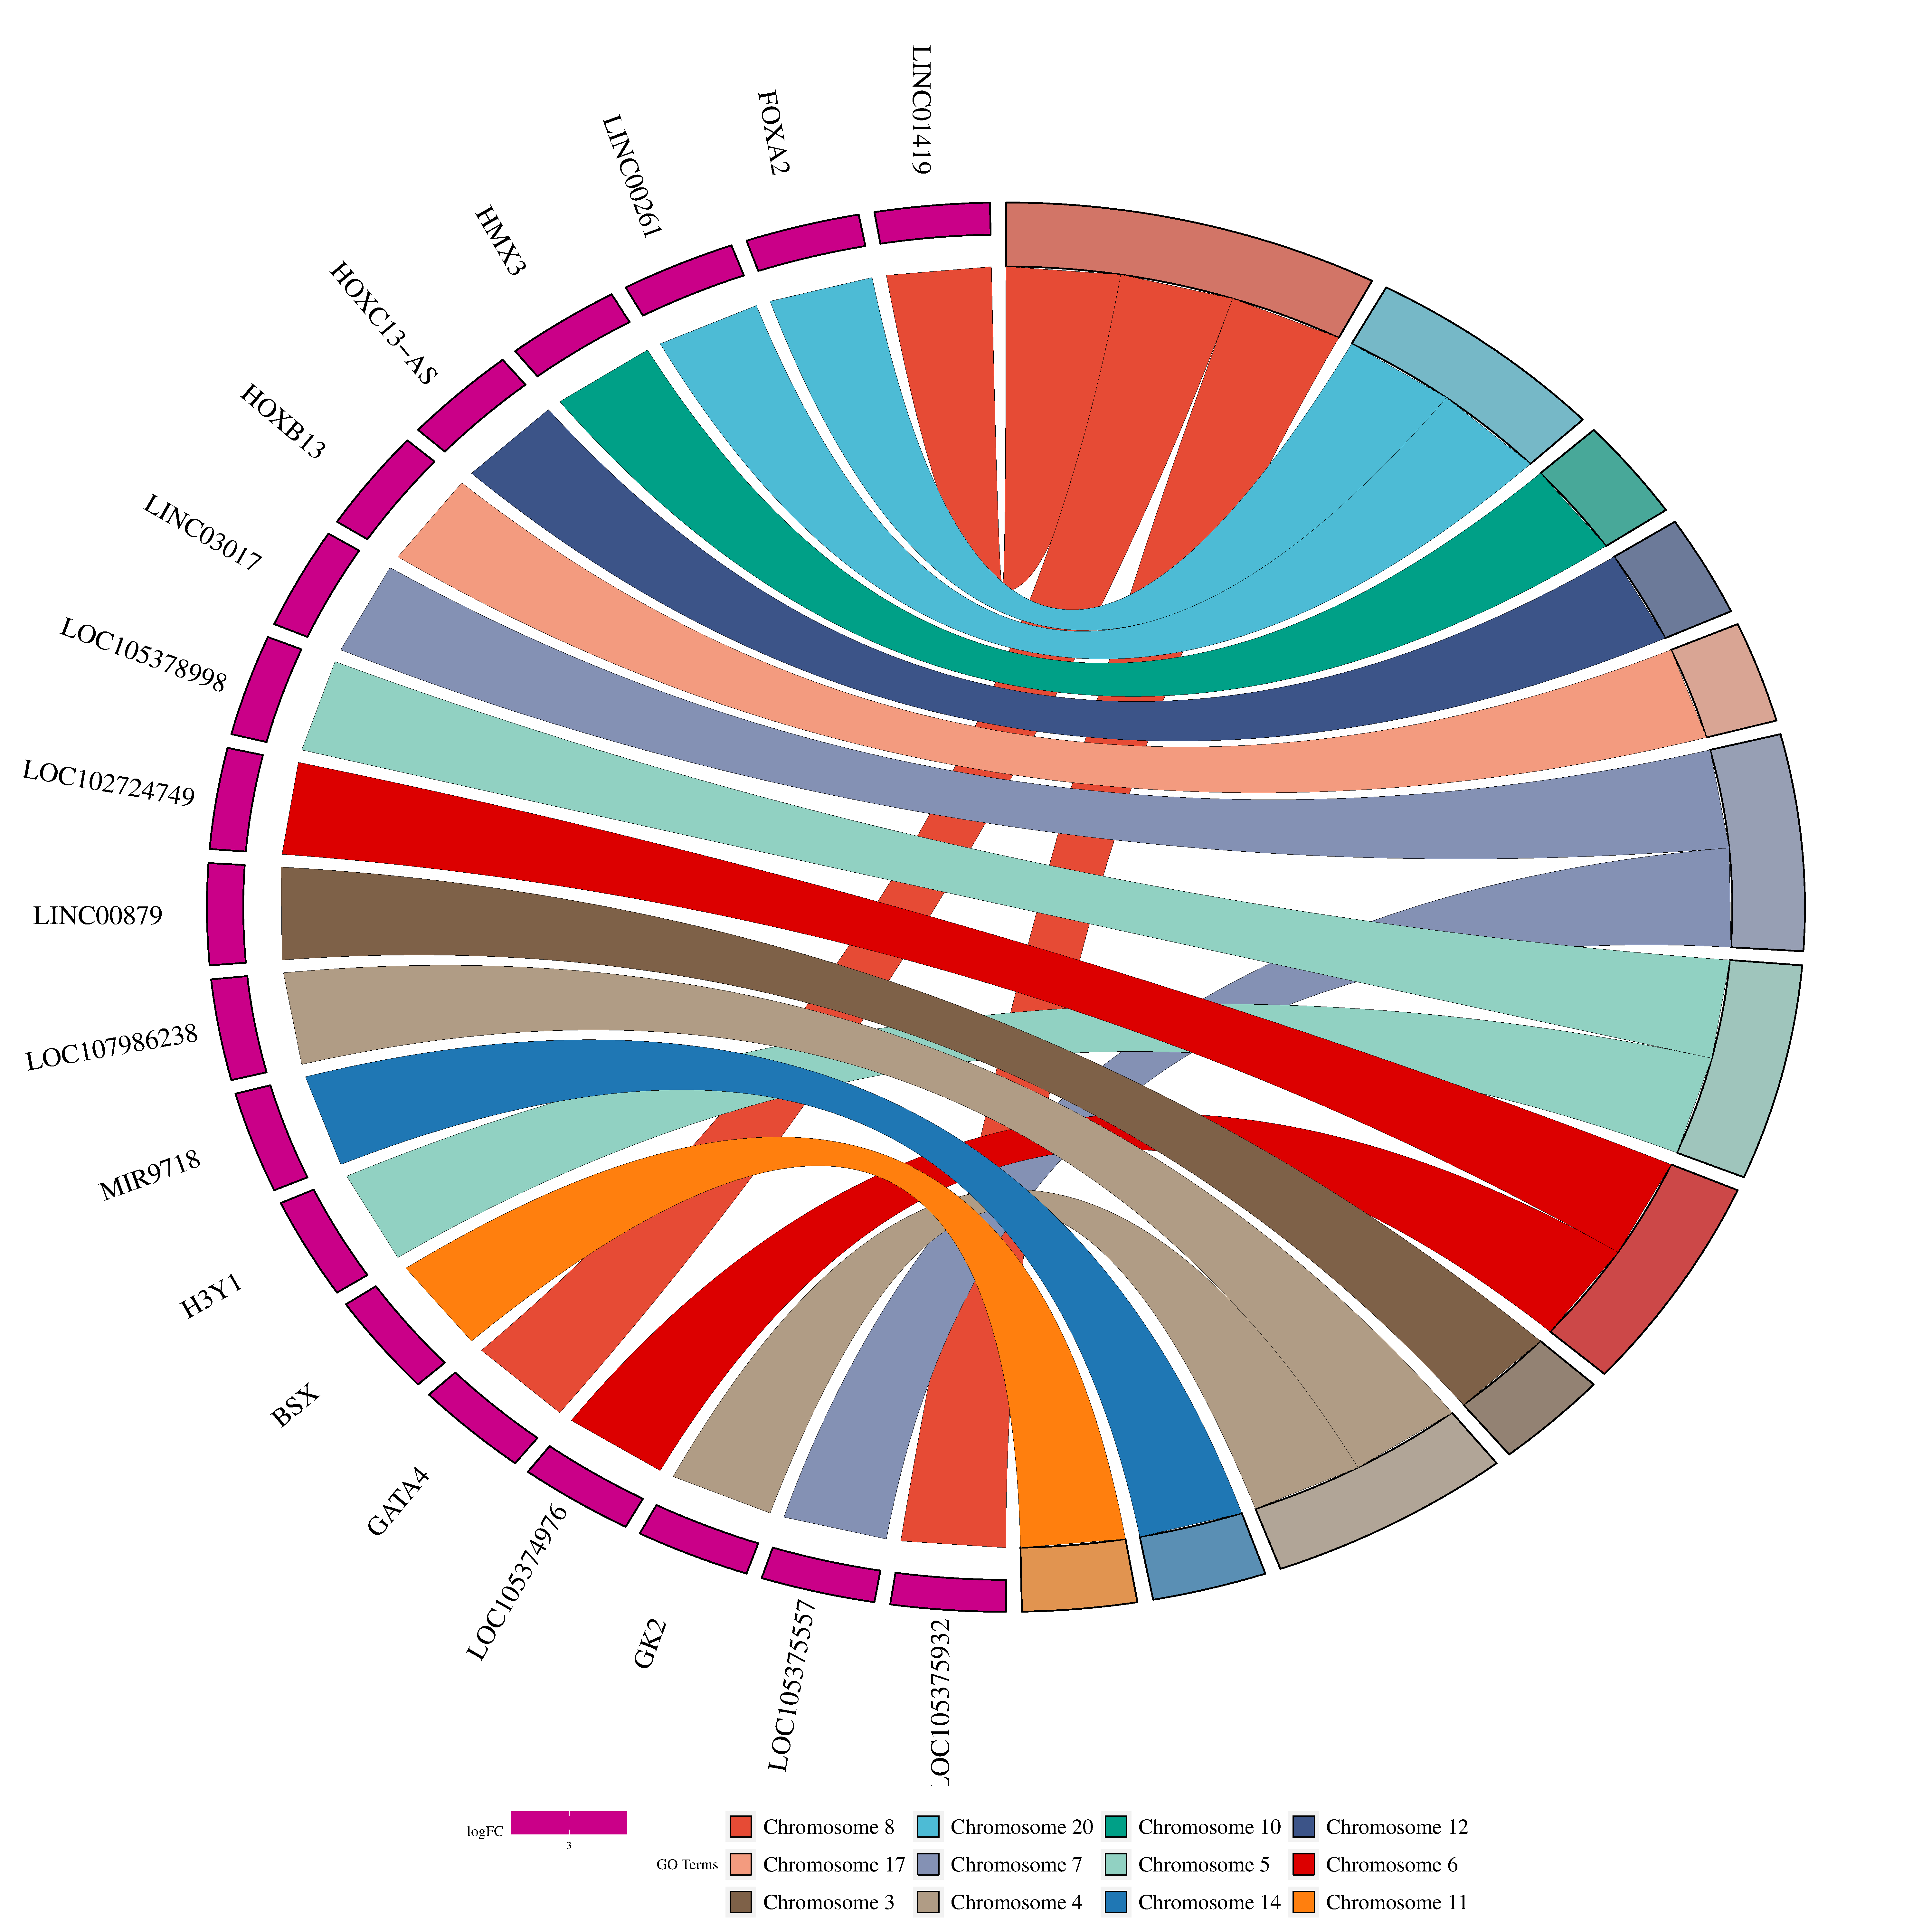 LINC01419
FOXA2
LINC00261
HMX3
HOXC13−AS
HOXB13
LINC03017
LOC105378998
LOC102724749
LINC00879
LOC107986238
MIR9718
H3Y1
BSX
GATA4
LOC105374976
GK2
LOC105375557
LOC105375932
logFC
3
GO Terms
Chromosome 8 Chromosome 20 Chromosome 10 Chromosome 12
Chromosome 17 Chromosome 7 Chromosome 5 Chromosome 6
Chromosome 3 Chromosome 4 Chromosome 14 Chromosome 11